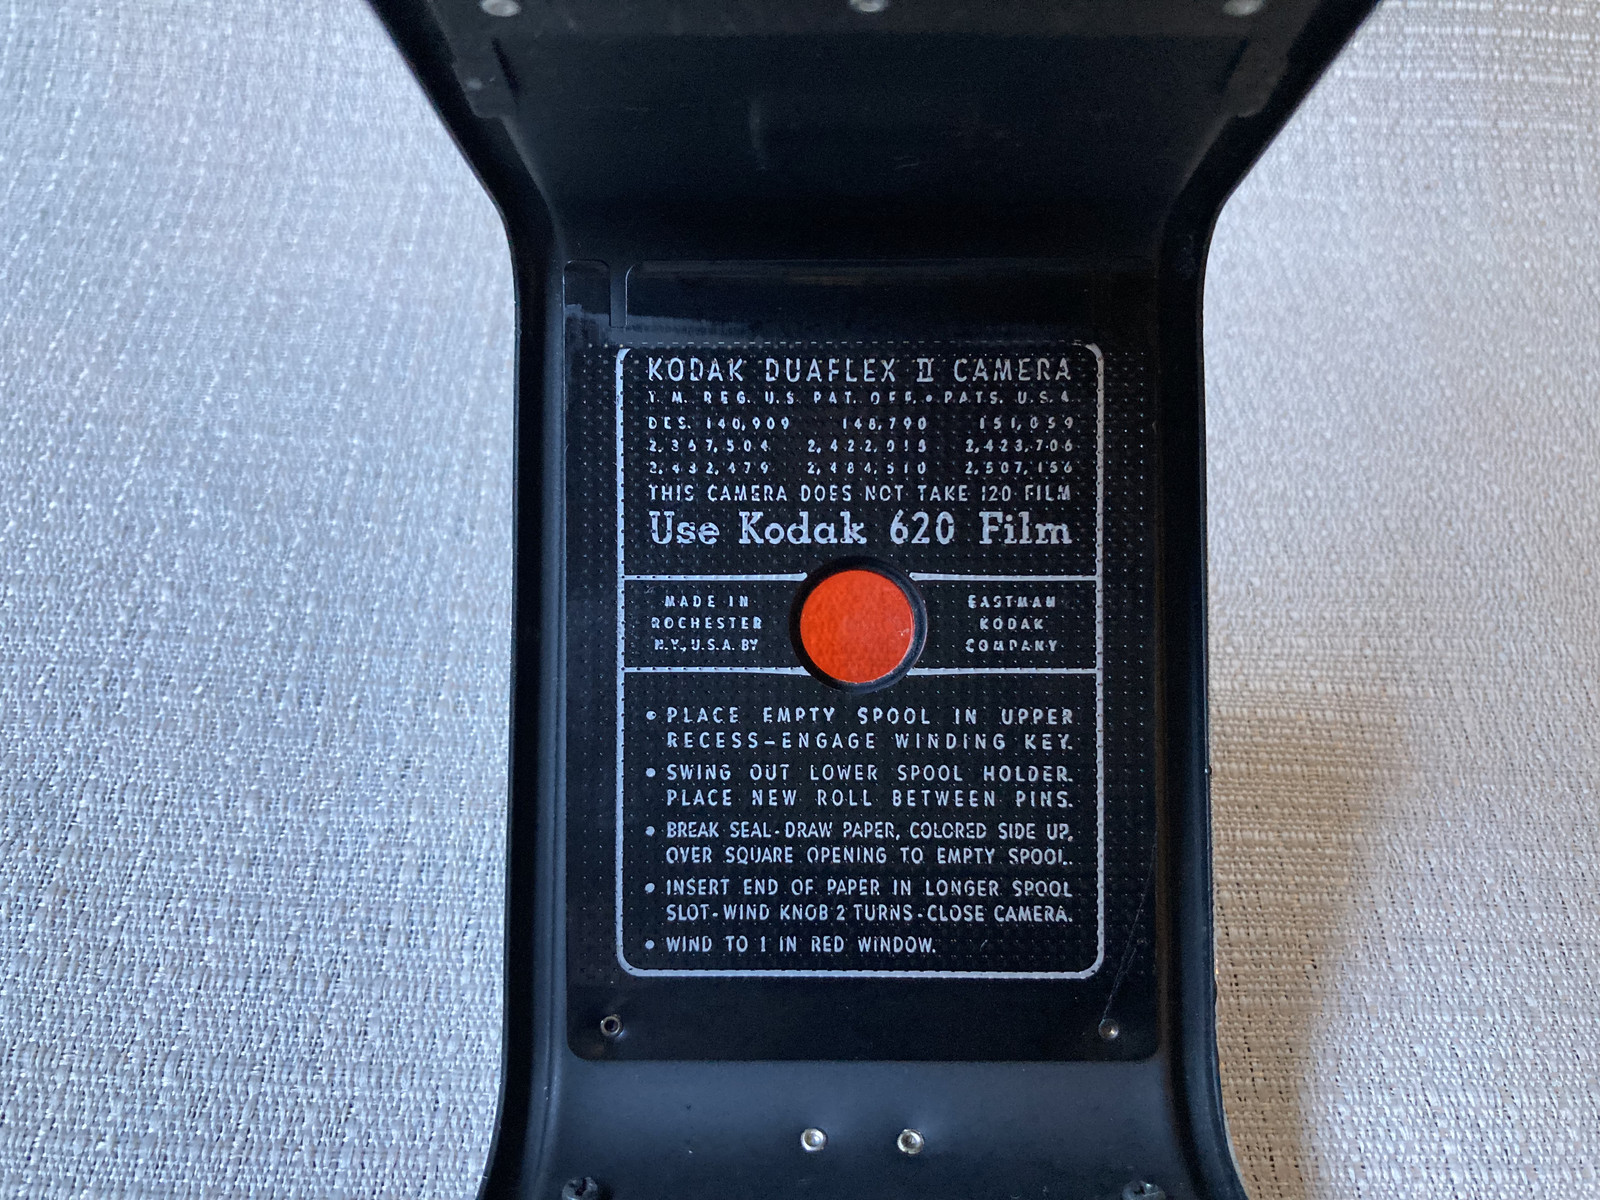 KODAK DUAFLEX II CAMERA
T. M. REG. U.S. PAT. OFF. • PATS. U.S.A
DES. 140,909 148,790 151,059
2,367,504 2,422,013 2,423,706
2,432,479 2,484,510 2,507,156
THIS CAMERA DOES NOT TAKE 120 FILM
Use Kodak 620 Film
MADE IN
ROCHESTER
N.Y., U.S.A. BY
EASTMAN
KODAK
COMPANY
• PLACE EMPTY SPOOL IN UPPER
RECESS-ENGAGE WINDING KEY.
• SWING OUT LOWER SPOOL HOLDER.
PLACE NEW ROLL BETWEEN PINS.
• BREAK SEAL-DRAW PAPER, COLORED SIDE UP,
OVER SQUARE OPENING TO EMPTY SPOOL.
• INSERT END OF PAPER IN LONGER SPOOL
SLOT-WIND KNOB 2 TURNS-CLOSE CAMERA.
• WIND TO 1 IN RED WINDOW.